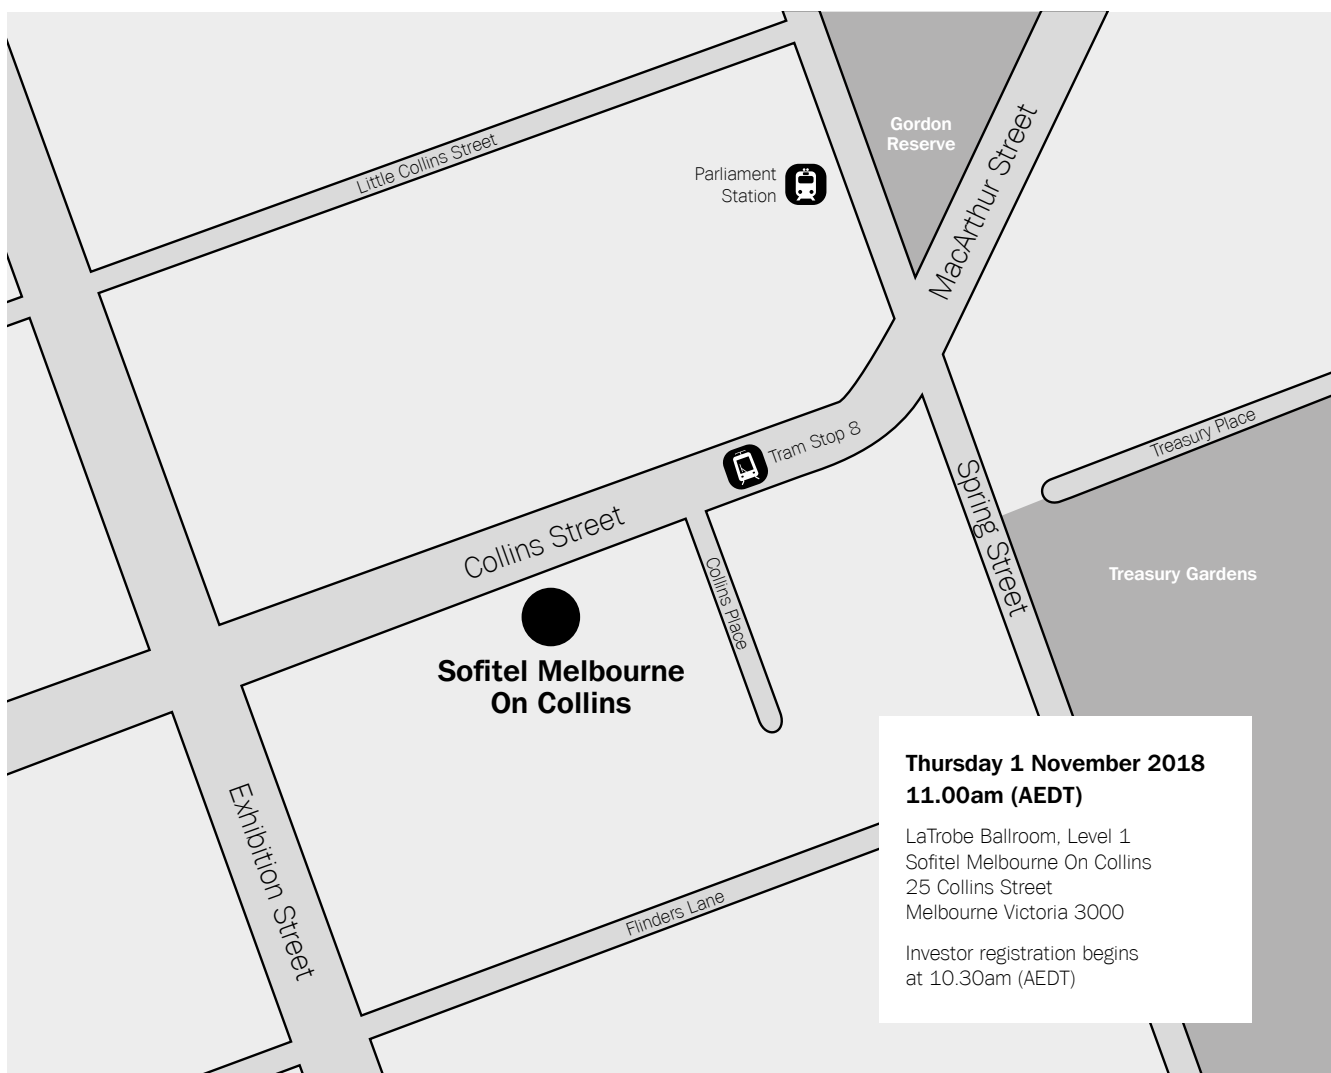 Gordon
Reserve
Little Collins Street
Parliament
Station
MacArthur Street
Tram Stop 8
Treasury Place
Collins Street
Spring Street
Collins Place
Treasury Gardens
Sofitel Melbourne
On Collins
Exhibition Street
Flinders Lane
Thursday 1 November 2018
11.00am (AEDT)
LaTrobe Ballroom, Level 1
Sofitel Melbourne On Collins
25 Collins Street
Melbourne Victoria 3000
Investor registration begins
at 10.30am (AEDT)